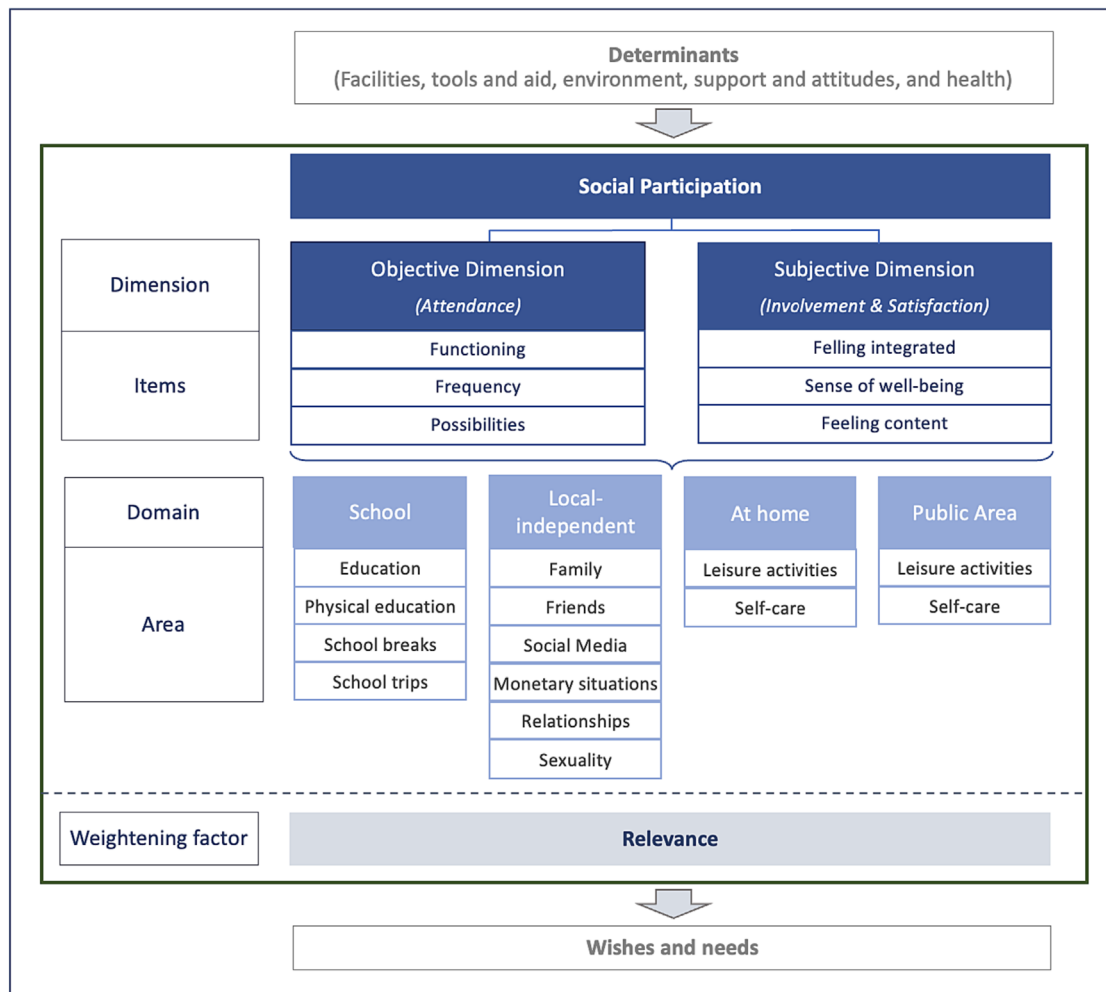 Determinants
(Facilities, tools and aid, environment, support and attitudes, and health)
Social Participation
Dimension
Objective Dimension
(Attendance)
Subjective Dimension
(Involvement & Satisfaction)
Items
Functioning
Frequency
Possibilities
Felling integrated
Sense of well-being
Feeling content
Domain
School
Local-
independent
At home
Public Area
Area
Education
Physical education
School breaks
School trips
Family
Friends
Social Media
Monetary situations
Relationships
Sexuality
Leisure activities
Self-care
Leisure activities
Self-care
Weightening factor
Relevance
Wishes and needs